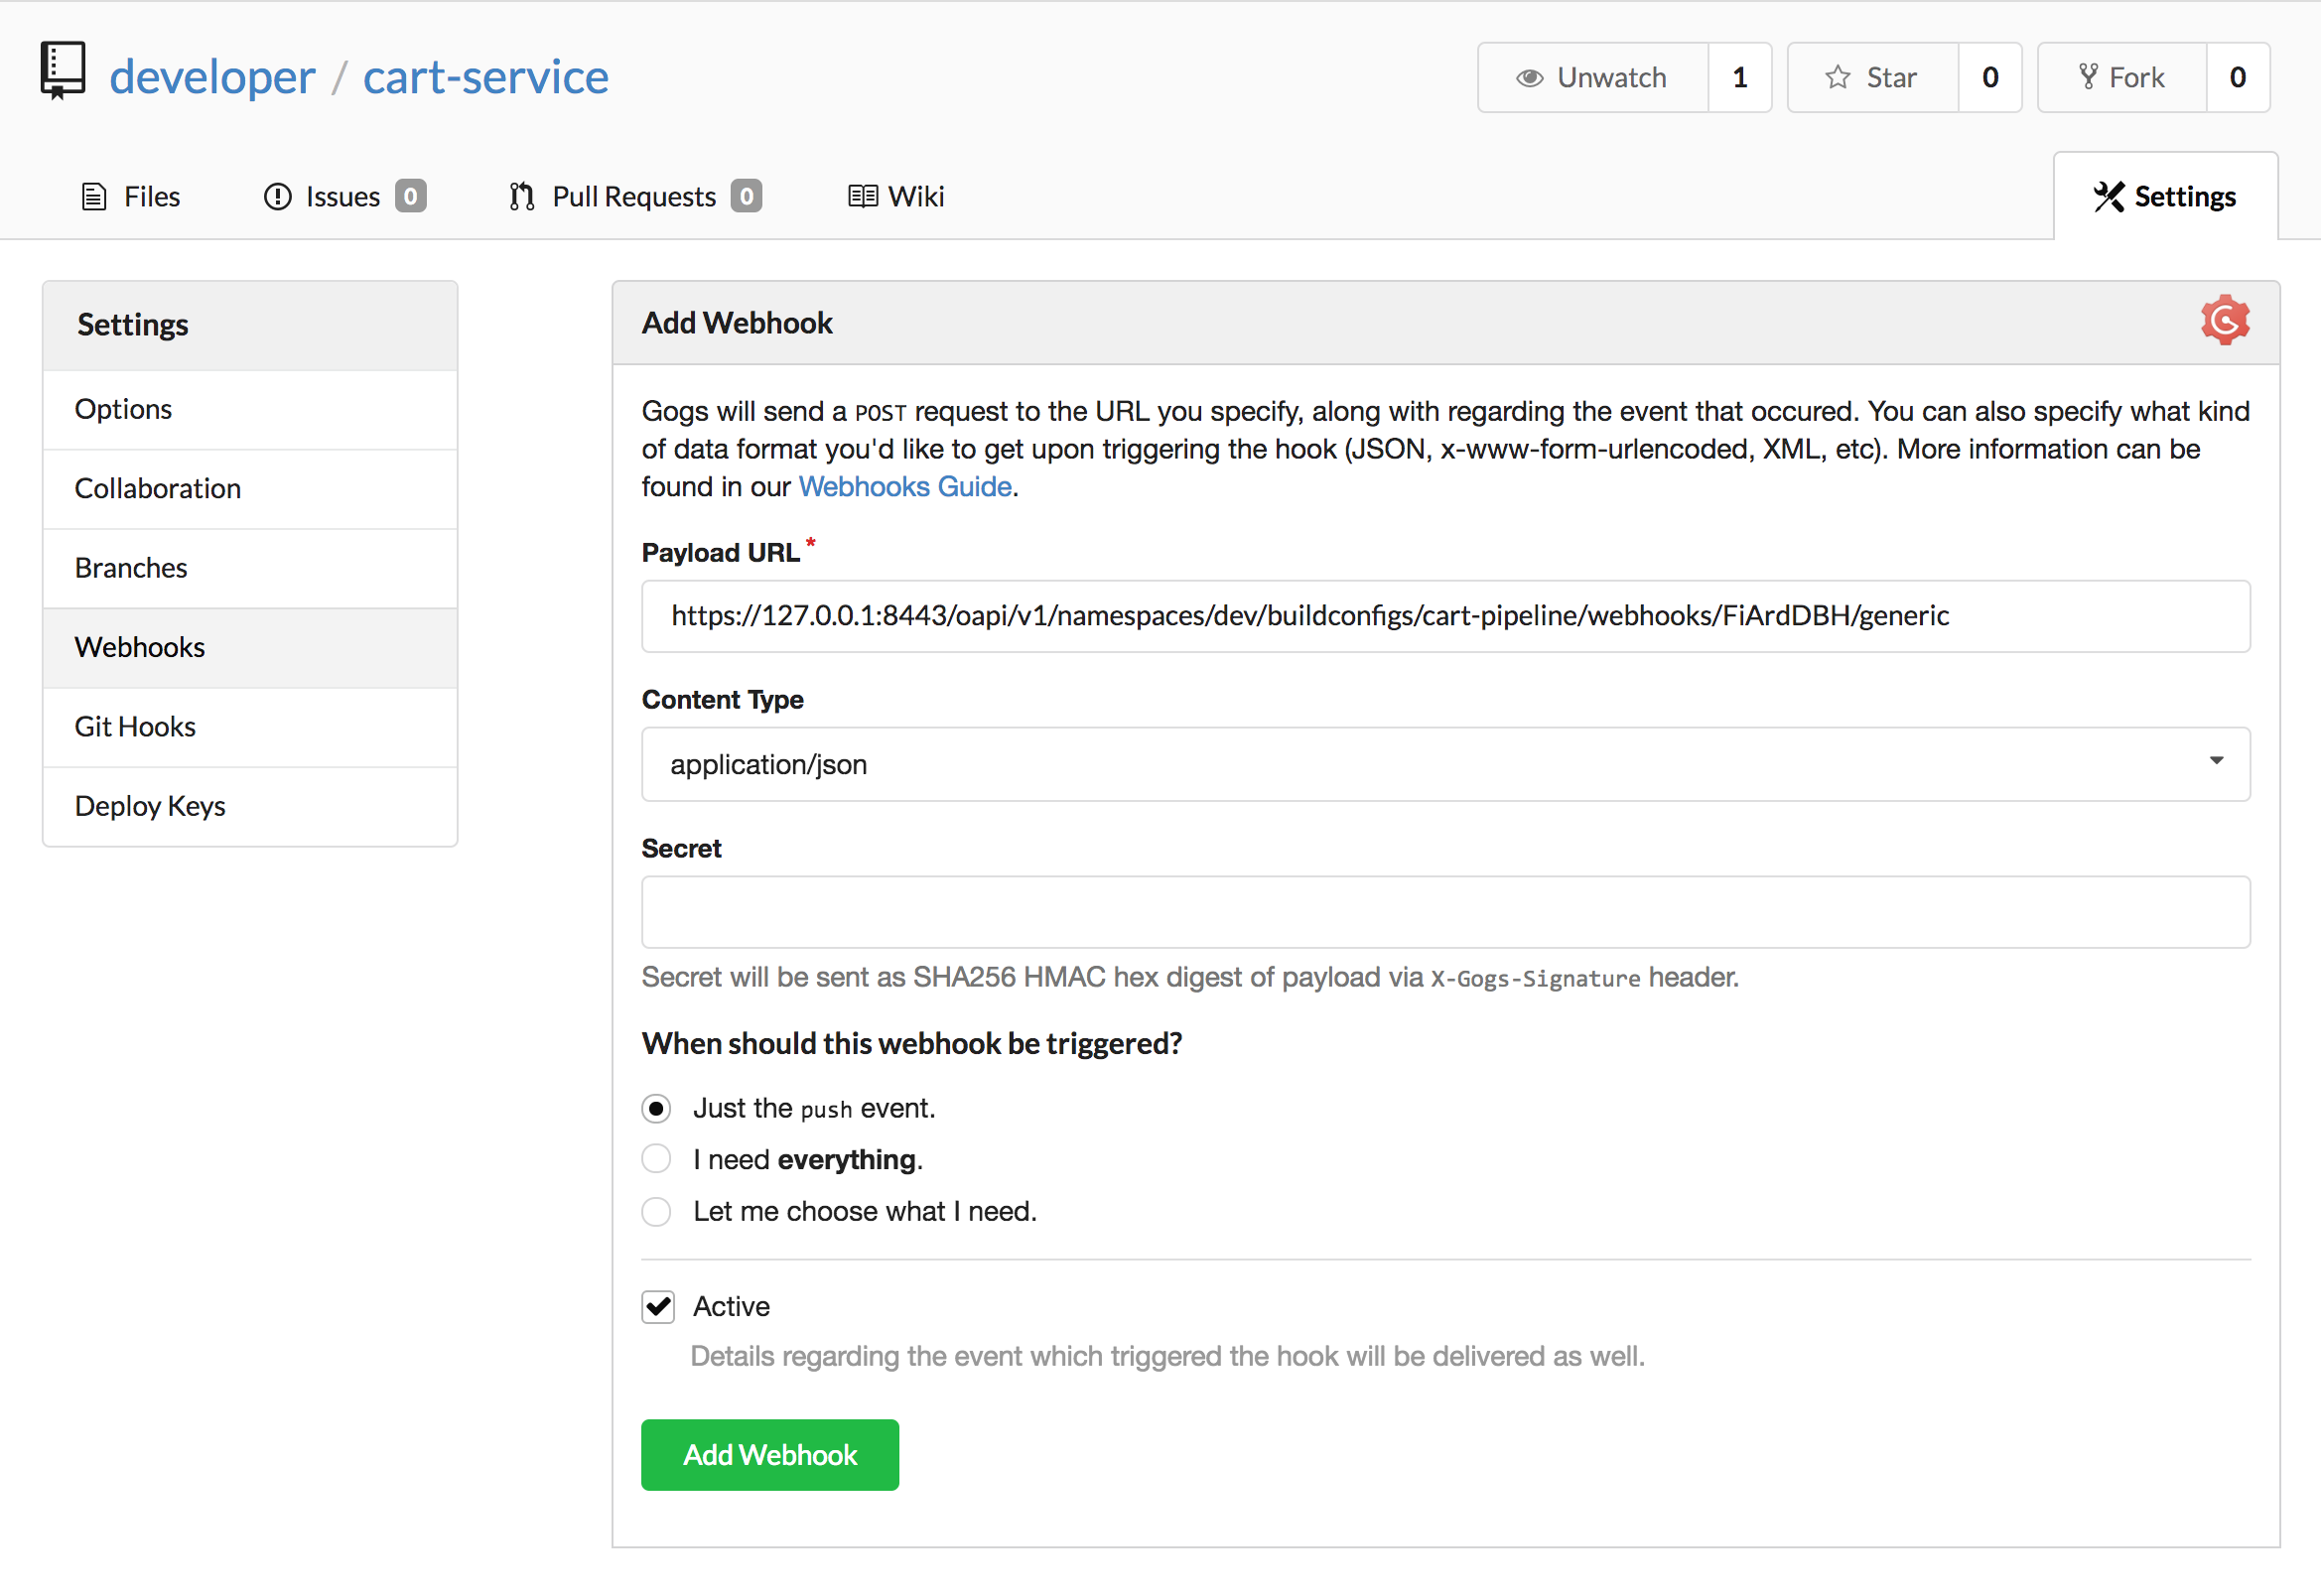 developer / cart-service
Unwatch 1 Star 0 Fork 0
Files Issues 0 Pull Requests 0 Wiki Settings
Settings
Options
Collaboration
Branches
Webhooks
Git Hooks
Deploy Keys
Add Webhook
Gogs will send a POST request to the URL you specify, along with regarding the event that occured. You can also specify what kind
of data format you'd like to get upon triggering the hook (JSON, x-www-form-urlencoded, XML, etc). More information can be
found in our Webhooks Guide.
Payload URL *
https://127.0.0.1:8443/oapi/v1/namespaces/dev/buildconfigs/cart-pipeline/webhooks/FiArdDBH/generic
Content Type
application/json
Secret
Secret will be sent as SHA256 HMAC hex digest of payload via X-Gogs-Signature header.
When should this webhook be triggered?
Just the push event.
I need everything.
Let me choose what I need.
Active
Details regarding the event which triggered the hook will be delivered as well.
Add Webhook